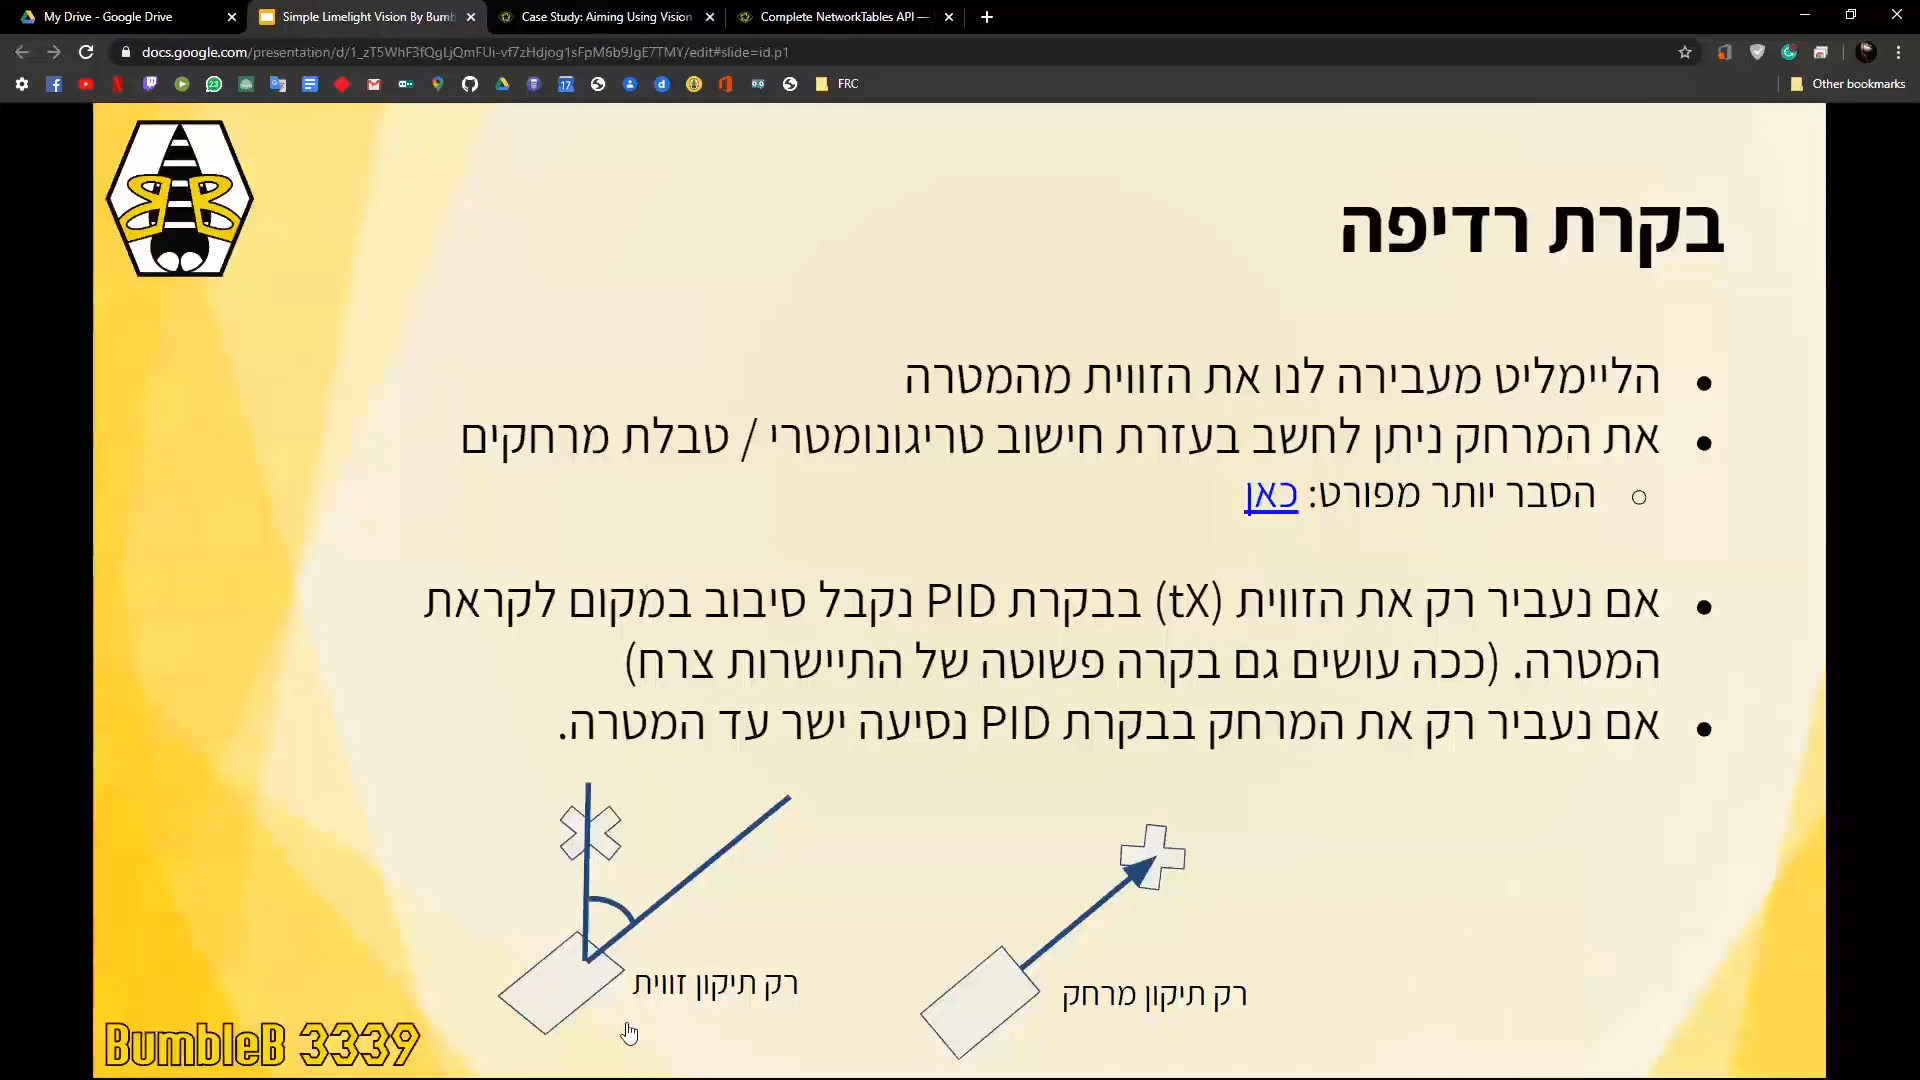 My Drive - Google Drive
Simple Limelight Vision By Bumb
Case Study: Aiming Using Vision
Complete NetworkTables API —
docs.google.com/presentation/d/1_zT5WhF3fQgLjQmFUi-vf7zHdjog1sFpM6b9JgE7TMY/edit#slide=id.p1
23
17
FRC
Other bookmarks
בקרת רדיפה
הליימליט מעבירה לנו את הזווית מהמטרה
את המרחק ניתן לחשב בעזרת חישוב טריגונומטרי / טבלת מרחקים
הסבר יותר מפורט: כאן
אם נעביר רק את הזווית (tX) בבקרת PID נקבל סיבוב במקום לקראת
המטרה. (ככה עושים גם בקרה פשוטה של התיישרות צרח)
אם נעביר רק את המרחק בבקרת PID נסיעה ישר עד המטרה.
רק תיקון זווית
רק תיקון מרחק
BumbleB 3339